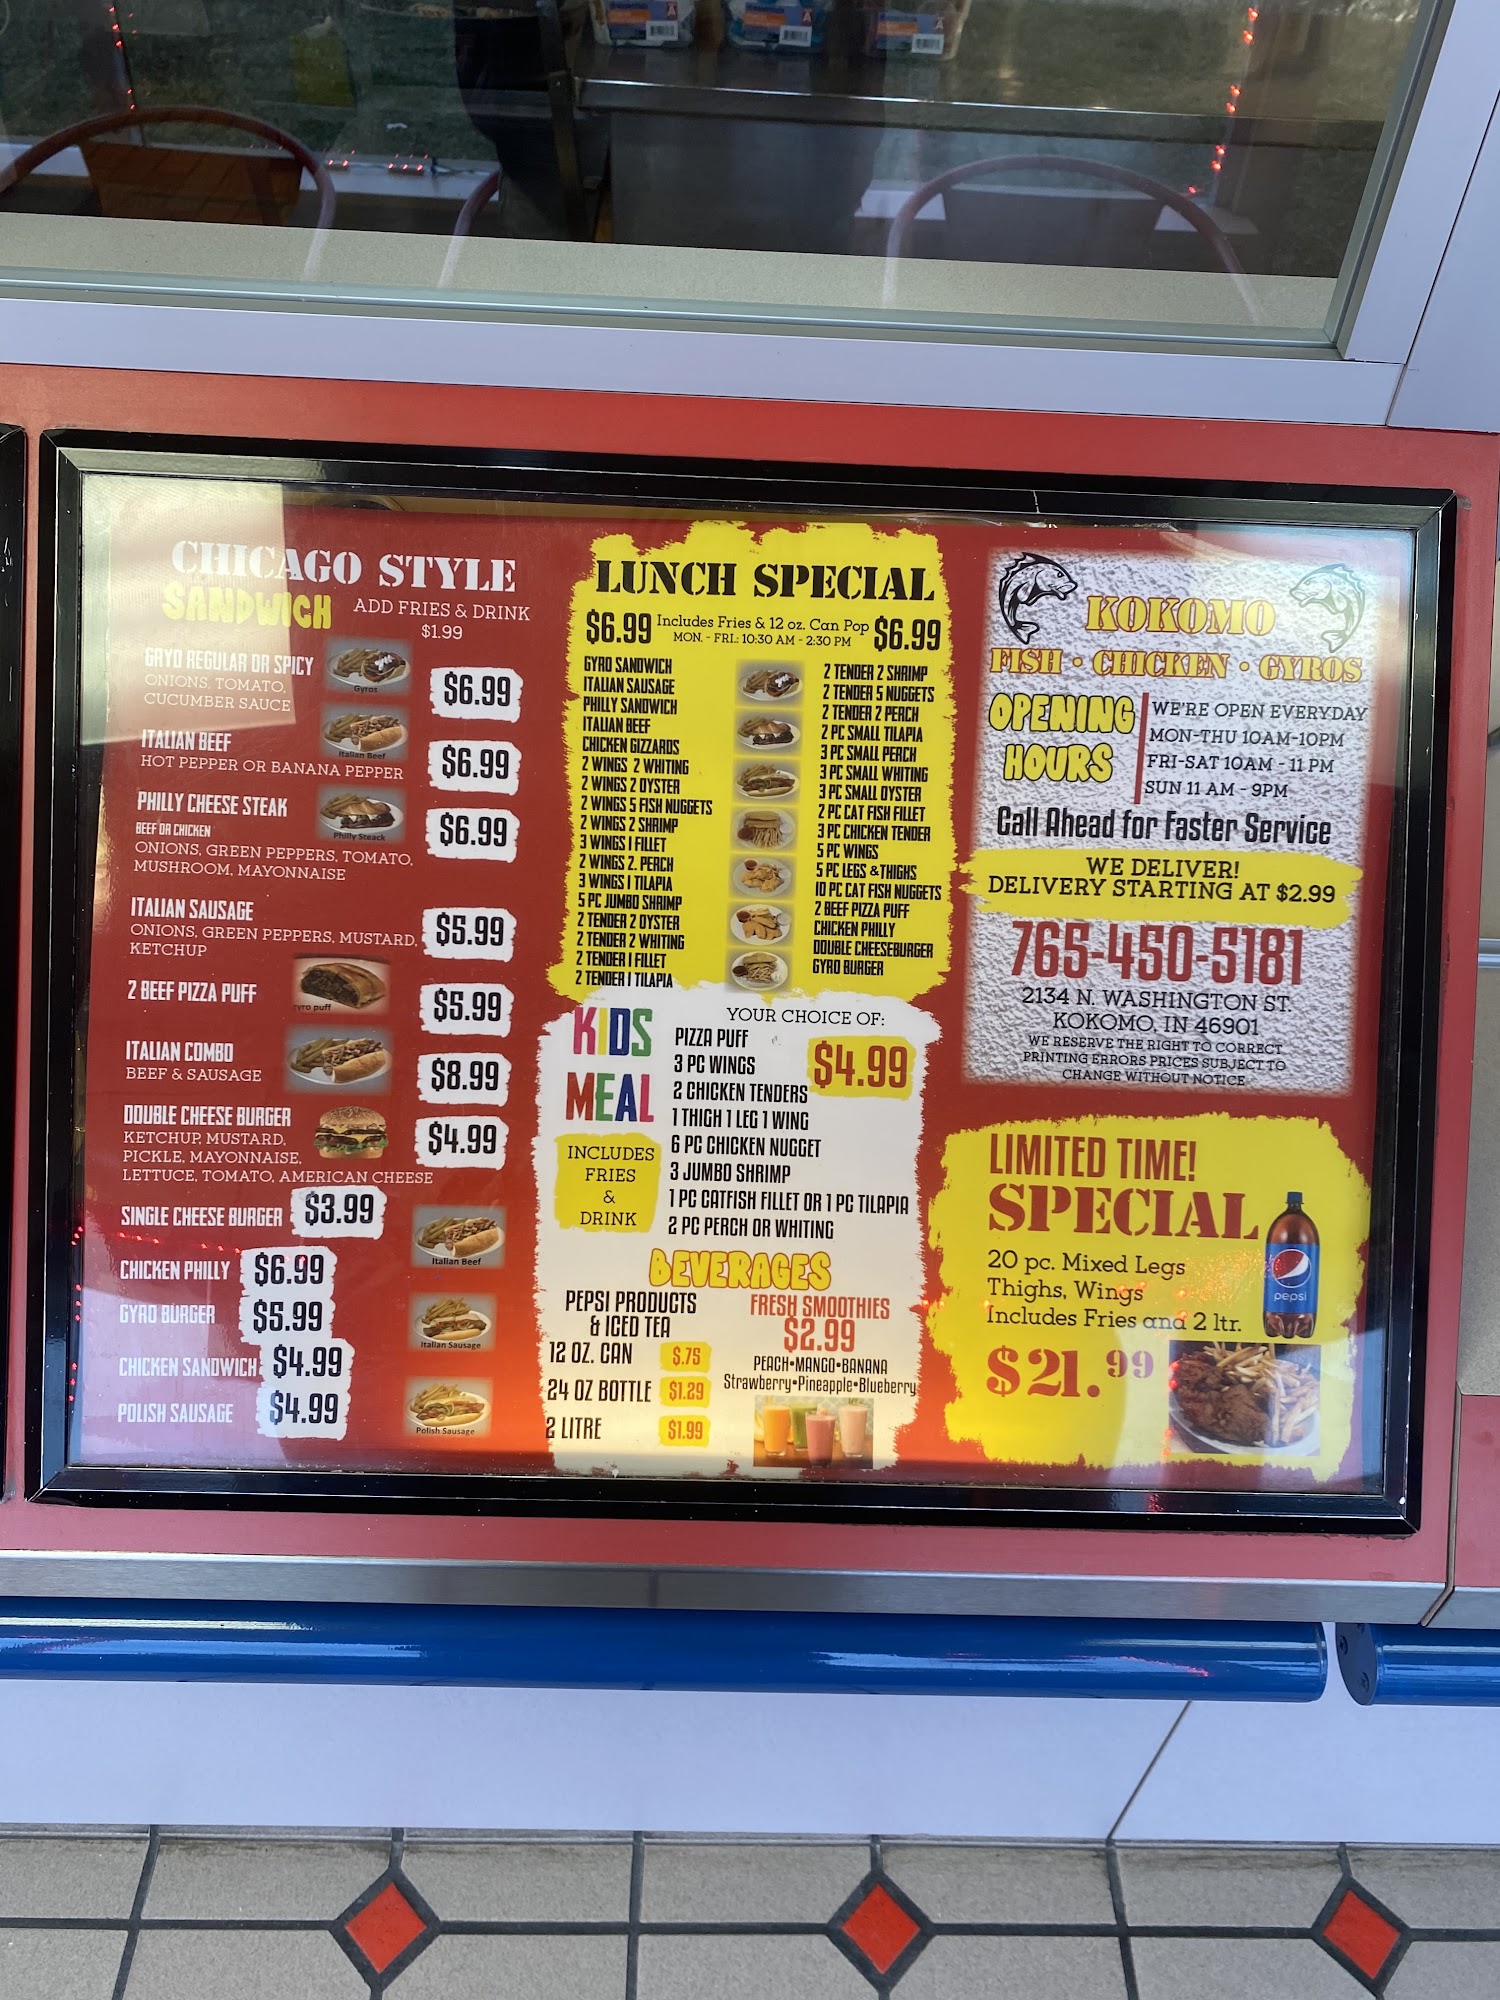 CHICAGO STYLE
SANDWICH
ADD FRIES & DRINK
$1.99
GRYO REGULAR OR SPICY
ONIONS, TOMATO,
CUCUMBER SAUCE
Gyros
$6.99
ITALIAN BEEF
HOT PEPPER OR BANANA PEPPER
Italian Beef
$6.99
PHILLY CHEESE STEAK
BEEF OR CHICKEN
ONIONS, GREEN PEPPERS, TOMATO,
MUSHROOM, MAYONNAISE
Philly Steack
$6.99
ITALIAN SAUSAGE
ONIONS, GREEN PEPPERS, MUSTARD,
KETCHUP
$5.99
2 BEEF PIZZA PUFF
gyro puff
$5.99
ITALIAN COMBO
BEEF & SAUSAGE
$8.99
DOUBLE CHEESE BURGER
KETCHUP, MUSTARD,
PICKLE, MAYONNAISE,
LETTUCE, TOMATO, AMERICAN CHEESE
$4.99
SINGLE CHEESE BURGER $3.99
CHICKEN PHILLY $6.99
GYRO BURGER $5.99
CHICKEN SANDWICH $4.99
POLISH SAUSAGE $4.99
Italian Beef
Italian Sausage
Polish Sausage
LUNCH SPECIAL
$6.99 Includes Fries & 12 oz. Can Pop $6.99
MON. - FRI.: 10:30 AM - 2:30 PM
GYRO SANDWICH
ITALIAN SAUSAGE
PHILLY SANDWICH
ITALIAN BEEF
CHICKEN GIZZARDS
2 WINGS 2 WHITING
2 WINGS 2 OYSTER
2 WINGS 5 FISH NUGGETS
2 WINGS 2 SHRIMP
3 WINGS 1 FILLET
2 WINGS 2. PERCH
3 WINGS 1 TILAPIA
5 PC JUMBO SHRIMP
2 TENDER 2 OYSTER
2 TENDER 2 WHITING
2 TENDER 1 FILLET
2 TENDER 1 TILAPIA
2 TENDER 2 SHRIMP
2 TENDER 5 NUGGETS
2 TENDER 2 PERCH
2 PC SMALL TILAPIA
3 PC SMALL PERCH
3 PC SMALL WHITING
3 PC SMALL OYSTER
2 PC CAT FISH FILLET
3 PC CHICKEN TENDER
5 PC WINGS
5 PC LEGS & THIGHS
10 PC CAT FISH NUGGETS
2 BEEF PIZZA PUFF
CHICKEN PHILLY
DOUBLE CHEESEBURGER
GYRO BURGER
KIDS
MEAL
INCLUDES
FRIES
&
DRINK
YOUR CHOICE OF:
$4.99
PIZZA PUFF
3 PC WINGS
2 CHICKEN TENDERS
1 THIGH 1 LEG 1 WING
6 PC CHICKEN NUGGET
3 JUMBO SHRIMP
1 PC CATFISH FILLET OR 1 PC TILAPIA
2 PC PERCH OR WHITING
BEVERAGES
PEPSI PRODUCTS
& ICED TEA
12 OZ. CAN $.75
24 OZ BOTTLE $1.29
2 LITRE $1.99
FRESH SMOOTHIES
$2.99
PEACH•MANGO•BANANA
Strawberry•Pineapple•Blueberry
KOKOMO
FISH • CHICKEN • GYROS
OPENING
HOURS
WE'RE OPEN EVERYDAY
MON-THU 10AM-10PM
FRI-SAT 10AM - 11 PM
SUN 11 AM - 9PM
Call Ahead for Faster Service
WE DELIVER!
DELIVERY STARTING AT $2.99
765-450-5181
2134 N. WASHINGTON ST.
KOKOMO, IN 46901
WE RESERVE THE RIGHT TO CORRECT
PRINTING ERRORS PRICES SUBJECT TO
CHANGE WITHOUT NOTICE
LIMITED TIME!
SPECIAL
20 pc. Mixed Legs
Thighs, Wings
Includes Fries and 2 ltr.
$21.99
pepsi